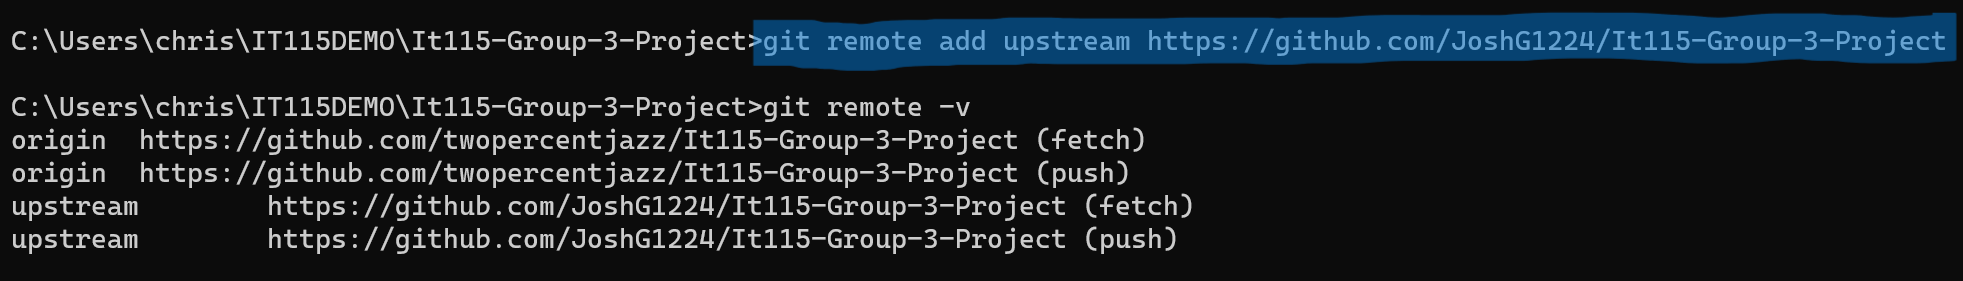 C:\Users\chris\IT115DEMO\It115-Group-3-Project>git remote add upstream https://github.com/JoshG1224/It115-Group-3-Project
C:\Users\chris\IT115DEMO\It115-Group-3-Project>git remote -v
origin  https://github.com/twopercentjazz/It115-Group-3-Project (fetch)
origin  https://github.com/twopercentjazz/It115-Group-3-Project (push)
upstream        https://github.com/JoshG1224/It115-Group-3-Project (fetch)
upstream        https://github.com/JoshG1224/It115-Group-3-Project (push)